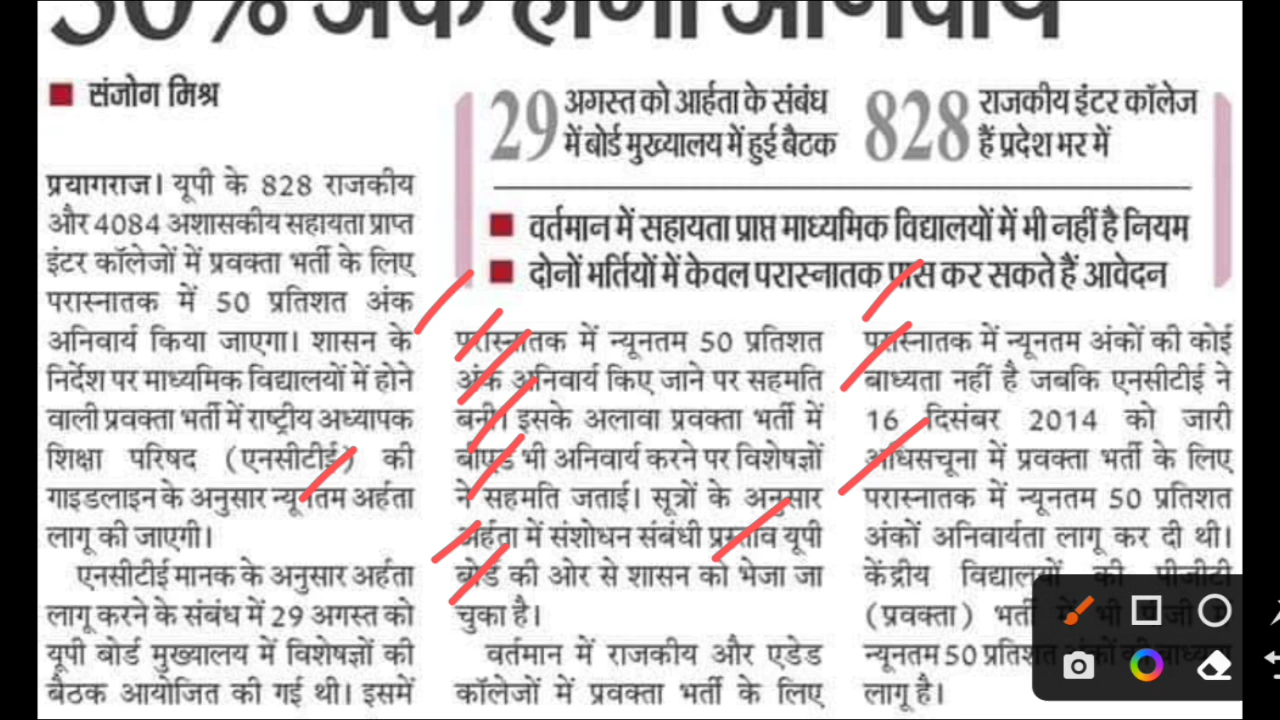 50% अंक होगा अनिवार्य
संजोग मिश्र
29 अगस्त को आर्हता के संबंध
में बोर्ड मुख्यालय में हुई बैटक
828 राजकीय इंटर कॉलेज
हैं प्रदेश भर में
वर्तमान में सहायता प्राप्त माध्यमिक विद्यालयों में भी नहीं है नियम
दोनों भर्तियों में केवल परास्नातक पास कर सकते हैं आवेदन
प्रयागराज। यूपी के 828 राजकीय
और 4084 अशासकीय सहायता प्राप्त
इंटर कॉलेजों में प्रवक्ता भर्ती के लिए
परास्नातक में 50 प्रतिशत अंक
अनिवार्य किया जाएगा। शासन के
निर्देश पर माध्यमिक विद्यालयों में होने
वाली प्रवक्ता भर्ती में राष्ट्रीय अध्यापक
शिक्षा परिषद (एनसीटीई) की
गाइडलाइन के अनुसार न्यूनतम अर्हता
लागू की जाएगी।
एनसीटीई मानक के अनुसार अर्हता
लागू करने के संबंध में 29 अगस्त को
यूपी बोर्ड मुख्यालय में विशेषज्ञों की
बैठक आयोजित की गई थी। इसमें
परास्नातक में न्यूनतम 50 प्रतिशत
अंक अनिवार्य किए जाने पर सहमति
बनी। इसके अलावा प्रवक्ता भर्ती में
बीएड भी अनिवार्य करने पर विशेषज्ञों
ने सहमति जताई। सूत्रों के अनुसार
अर्हता में संशोधन संबंधी प्रस्ताव यूपी
बोर्ड की ओर से शासन को भेजा जा
चुका है।
वर्तमान में राजकीय और एडेड
कॉलेजों में प्रवक्ता भर्ती के लिए
परास्नातक में न्यूनतम अंकों की कोई
बाध्यता नहीं है जबकि एनसीटीई ने
16 दिसंबर 2014 को जारी
अधिसूचना में प्रवक्ता भर्ती के लिए
परास्नातक में न्यूनतम 50 प्रतिशत
अंकों अनिवार्यता लागू कर दी थी।
केंद्रीय विद्यालयों की पीजीटी
(प्रवक्ता) भर्ती में भी पीजी में
न्यूनतम 50 प्रतिशत अंकों की बाध्यता
लागू है।